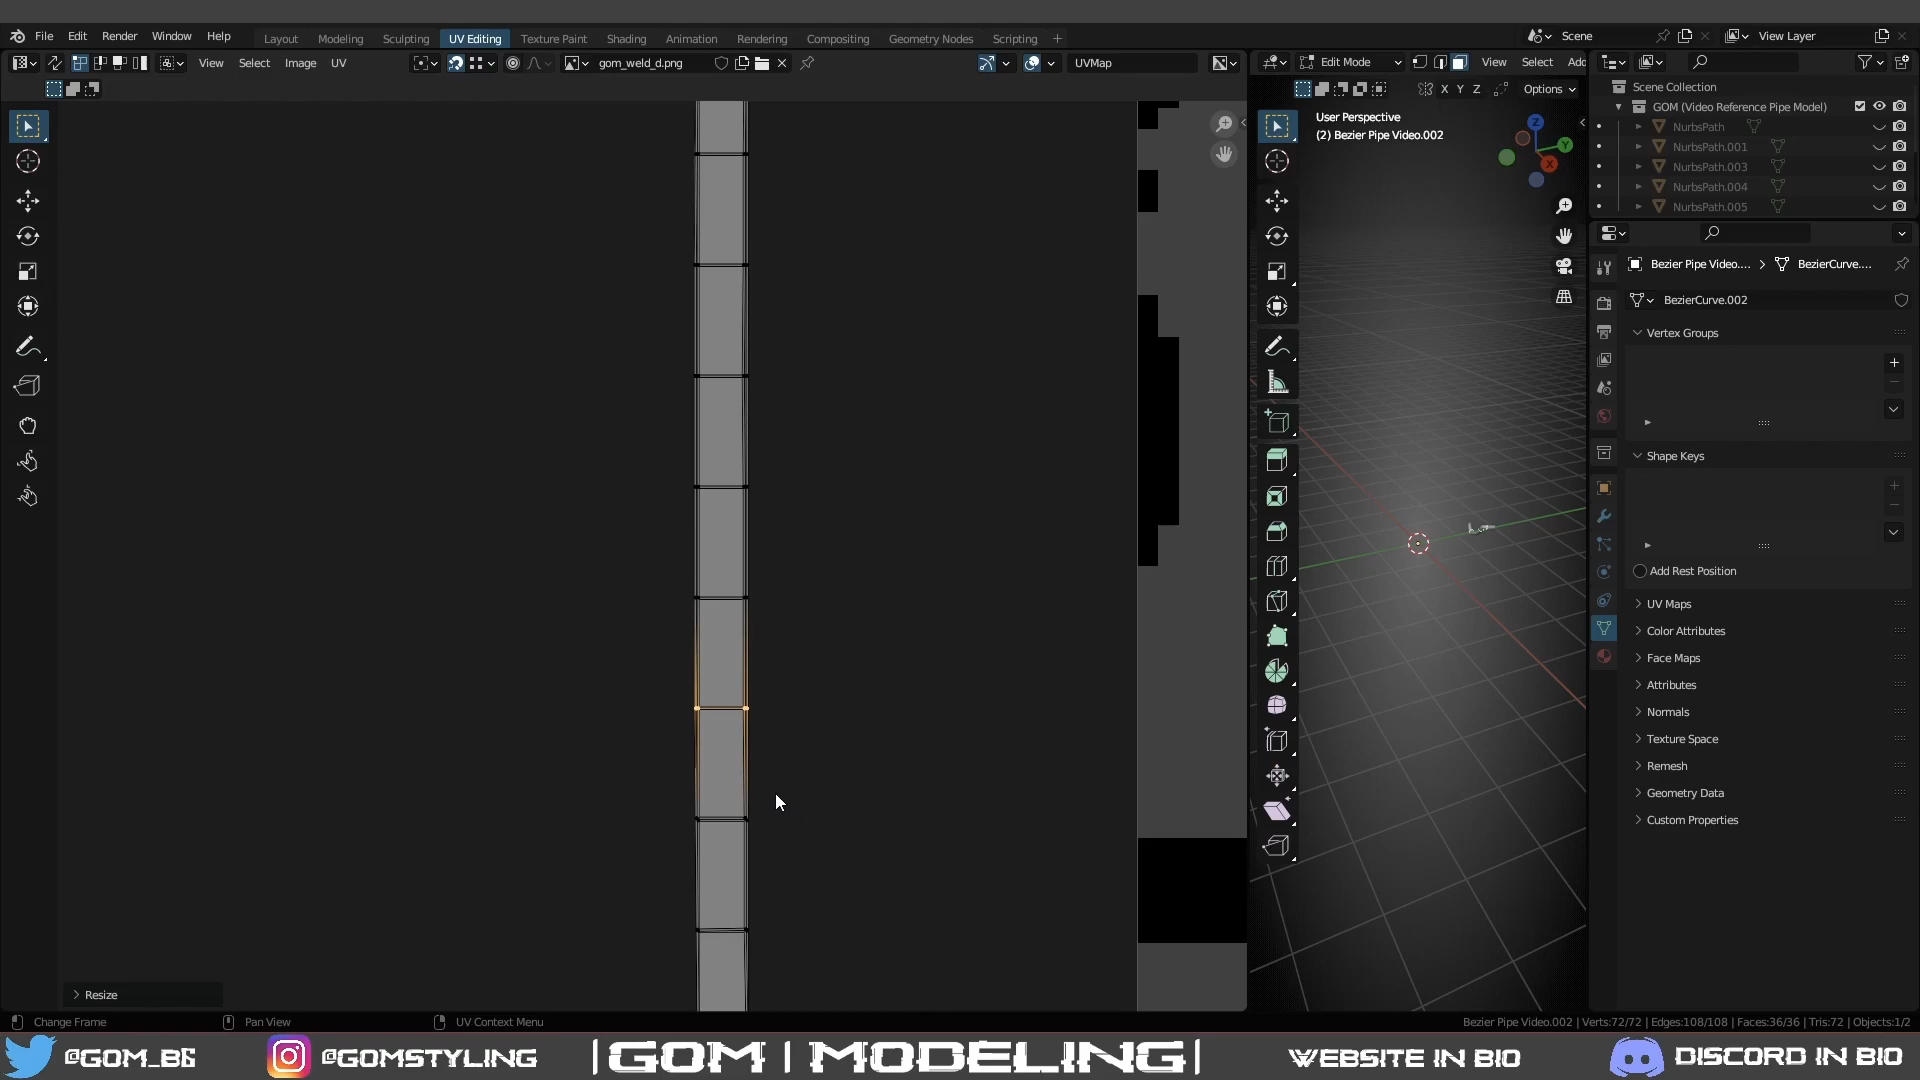 File Edit Render Window Help Layout Modeling Sculpting UV Editing Texture Paint Shading Animation Rendering Compositing Geometry Nodes Scripting + Scene View Layer
View Select Image UV gom_weld_d.png UVMap Edit Mode View Select Add
X Y Z Options
User Perspective
(2) Bezier Pipe Video.002
Z
Y
X
Scene Collection
GOM (Video Reference Pipe Model)
NurbsPath
NurbsPath.001
NurbsPath.003
NurbsPath.004
NurbsPath.005
Bezier Pipe Video.... > BezierCurve....
BezierCurve.002
Vertex Groups
Shape Keys
Add Rest Position
UV Maps
Color Attributes
Face Maps
Attributes
Normals
Texture Space
Remesh
Geometry Data
Custom Properties
Resize
Change Frame Pan View UV Context Menu Bezier Pipe Video.002 | Verts:72/72 | Edges:108/108 | Faces:36/36 | Tris:72 | Objects:1/2
@GOM_B6 @GOMSTYLING |GOM | MODELING| WEBSITE IN BIO DISCORD IN BIO